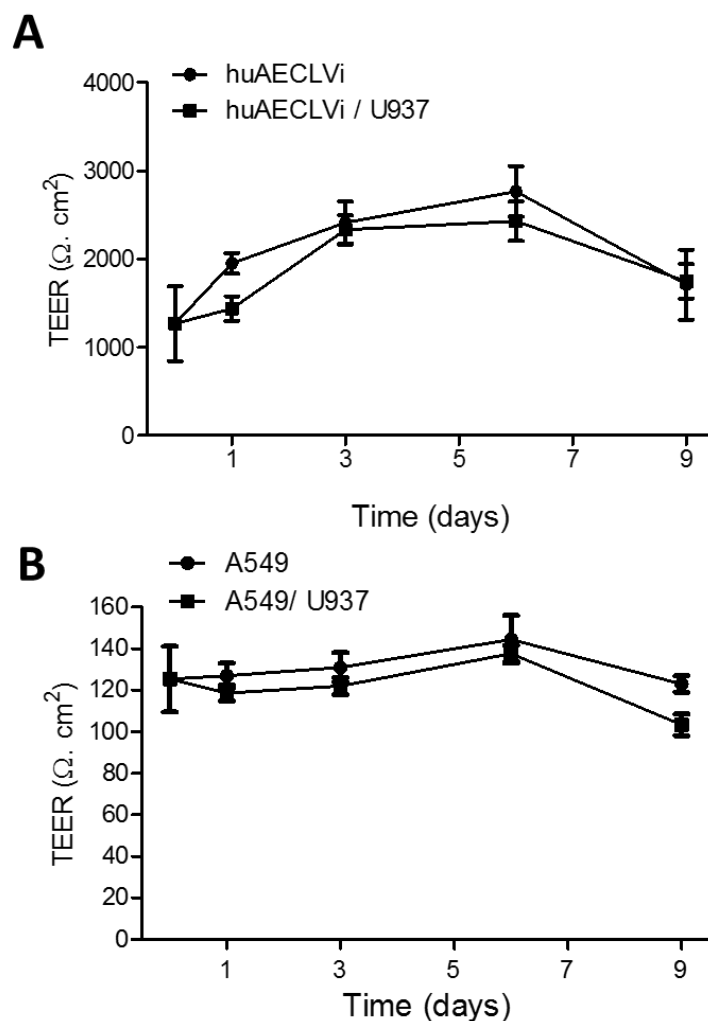 A
huAECLVi
huAECLVi / U937
4000
3000
2000
1000
0
TEER (Ω. cm²)
1 3 5 7 9
Time (days)
B
A549
A549/ U937
160
140
120
100
80
60
40
20
0
TEER (Ω. cm²)
1 3 5 7 9
Time (days)